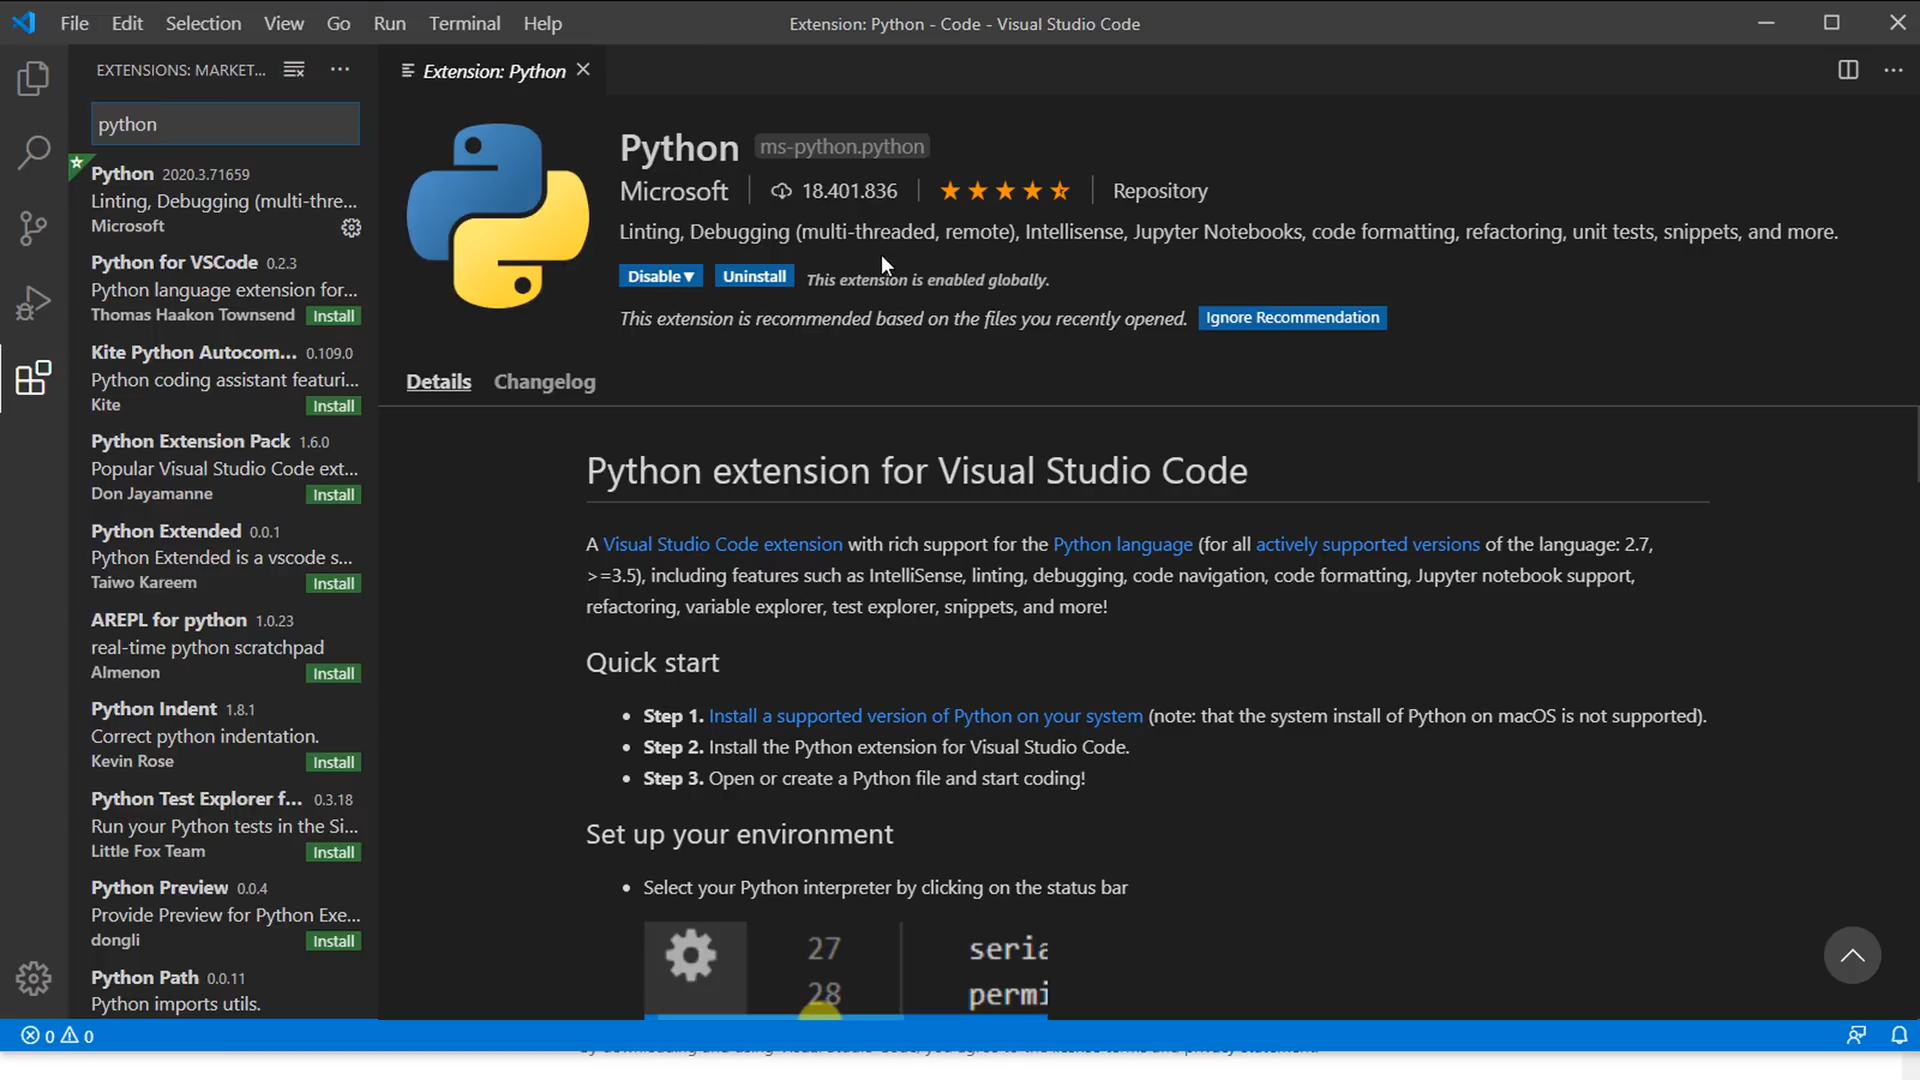 File Edit Selection View Go Run Terminal Help
Extension: Python - Code - Visual Studio Code
EXTENSIONS: MARKET...
python
Python 2020.3.71659
Linting, Debugging (multi-thre...
Microsoft
Python for VSCode 0.2.3
Python language extension for...
Thomas Haakon Townsend Install
Kite Python Autocom... 0.109.0
Python coding assistant featuri...
Kite Install
Python Extension Pack 1.6.0
Popular Visual Studio Code ext...
Don Jayamanne Install
Python Extended 0.0.1
Python Extended is a vscode s...
Taiwo Kareem Install
AREPL for python 1.0.23
real-time python scratchpad
Almenon Install
Python Indent 1.8.1
Correct python indentation.
Kevin Rose Install
Python Test Explorer f... 0.3.18
Run your Python tests in the Si...
Little Fox Team Install
Python Preview 0.0.4
Provide Preview for Python Exe...
dongli Install
Python Path 0.0.11
Python imports utils.
Extension: Python
Python ms-python.python
Microsoft 18.401.836 Repository
Linting, Debugging (multi-threaded, remote), Intellisense, Jupyter Notebooks, code formatting, refactoring, unit tests, snippets, and more.
Disable Uninstall This extension is enabled globally.
This extension is recommended based on the files you recently opened. Ignore Recommendation
Details Changelog
Python extension for Visual Studio Code
A Visual Studio Code extension with rich support for the Python language (for all actively supported versions of the language: 2.7,
>=3.5), including features such as IntelliSense, linting, debugging, code navigation, code formatting, Jupyter notebook support,
refactoring, variable explorer, test explorer, snippets, and more!
Quick start
• Step 1. Install a supported version of Python on your system (note: that the system install of Python on macOS is not supported).
• Step 2. Install the Python extension for Visual Studio Code.
• Step 3. Open or create a Python file and start coding!
Set up your environment
• Select your Python interpreter by clicking on the status bar
27 seria
28 permi
0 0